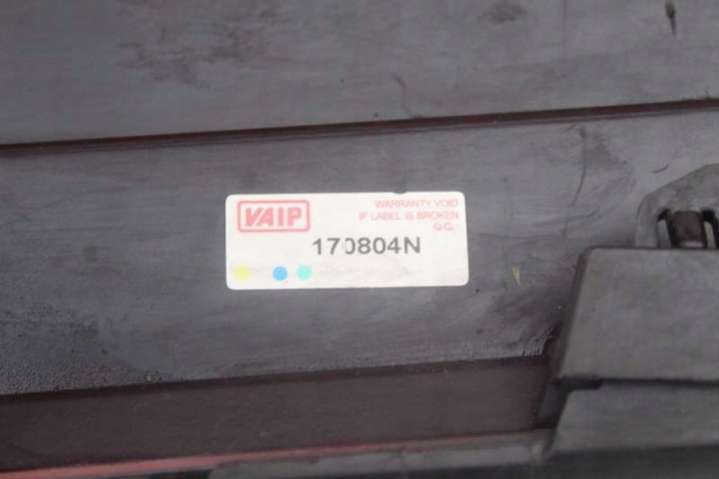 VAIP
WARRANTY VOID
IF LABEL IS BROKEN
G.C.
170804N